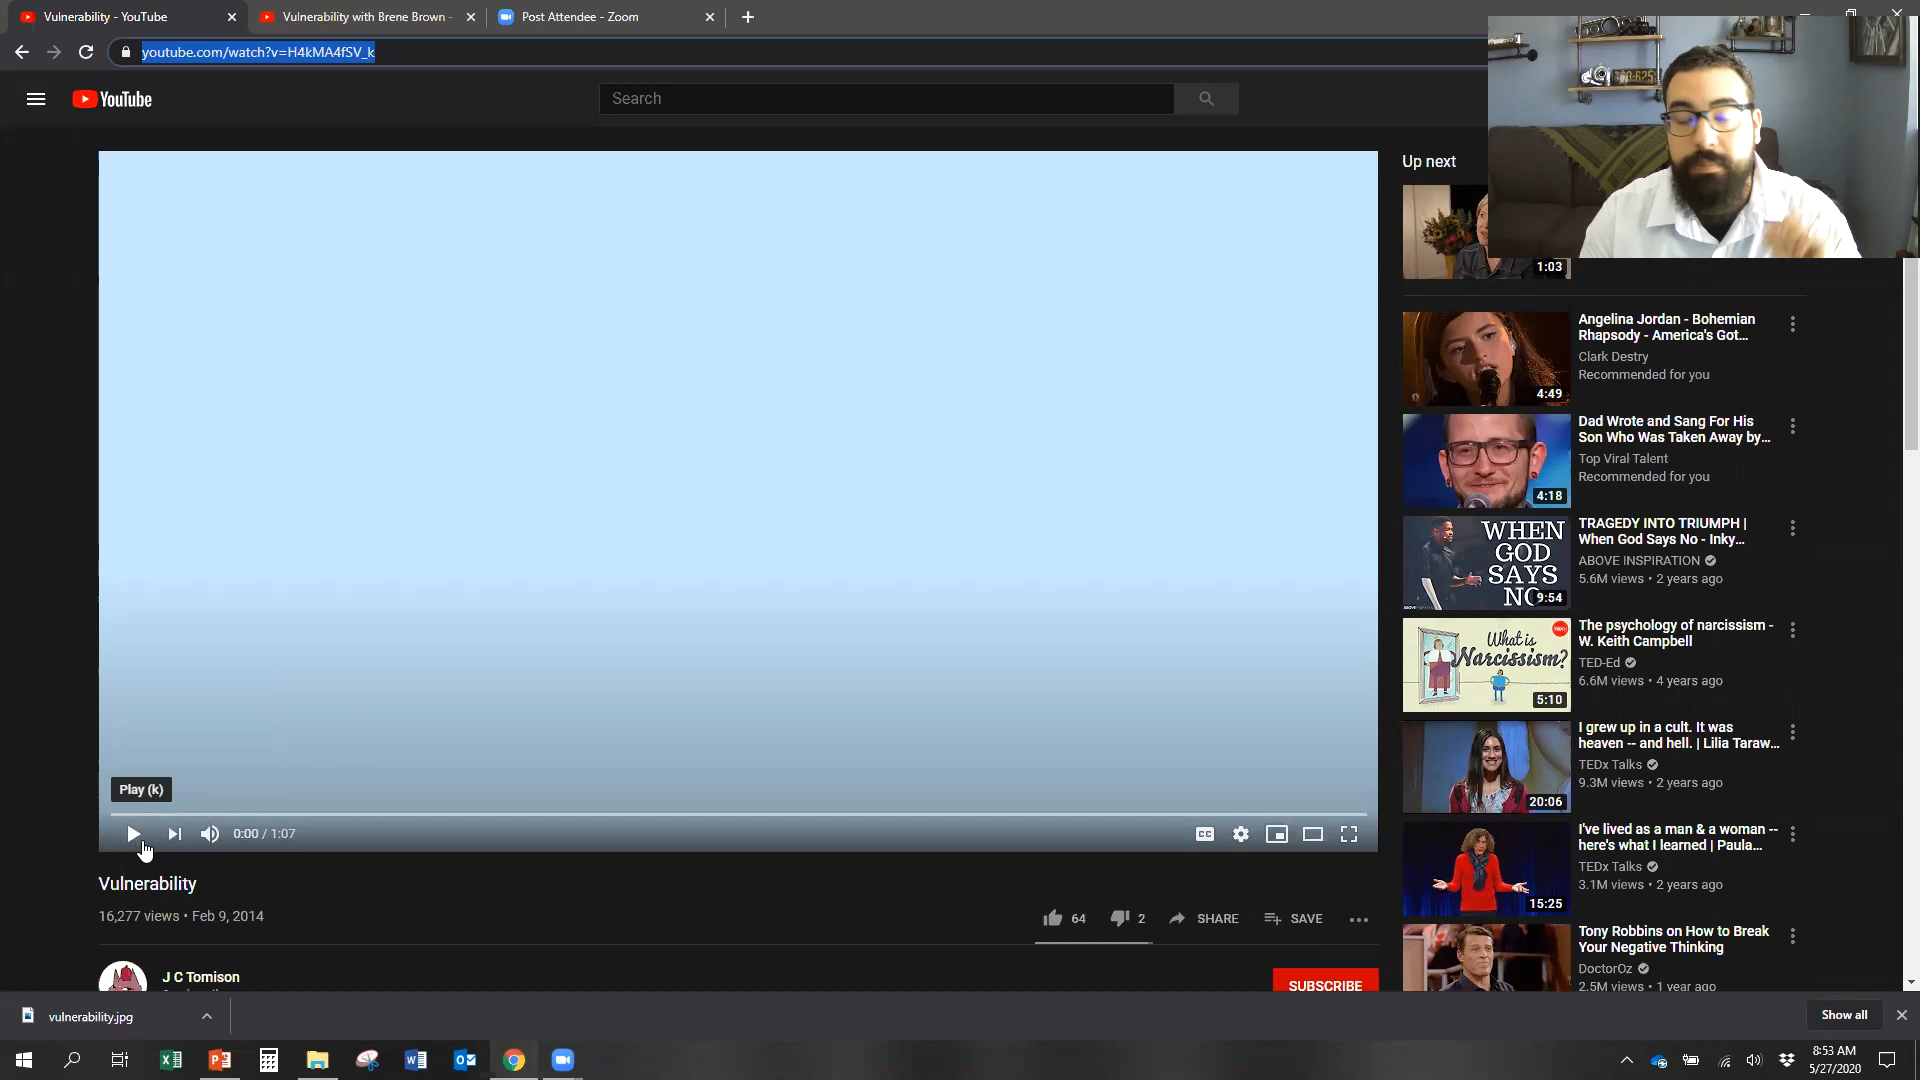 Vulnerability - YouTube
Vulnerability with Brene Brown -
Post Attendee - Zoom
youtube.com/watch?v=H4kMA4fSV_k
YouTube
Search
Up next
1:03
Angelina Jordan - Bohemian
Rhapsody - America's Got...
Clark Destry
Recommended for you
4:49
Dad Wrote and Sang For His
Son Who Was Taken Away by...
Top Viral Talent
Recommended for you
4:18
WHEN
GOD
SAYS
NO
9:54
TRAGEDY INTO TRIUMPH |
When God Says No - Inky...
ABOVE INSPIRATION
5.6M views • 2 years ago
What is
Narcissism?
5:10
The psychology of narcissism -
W. Keith Campbell
TED-Ed
6.6M views • 4 years ago
I grew up in a cult. It was
heaven -- and hell. | Lilia Taraw...
TEDx Talks
9.3M views • 2 years ago
20:06
I've lived as a man & a woman --
here's what I learned | Paula...
TEDx Talks
3.1M views • 2 years ago
15:25
Tony Robbins on How to Break
Your Negative Thinking
DoctorOz
2.5M views • 1 year ago
Play (k)
0:00 / 1:07
CC
Vulnerability
16,277 views • Feb 9, 2014
64
2
SHARE
SAVE
J C Tomison
SUBSCRIBE
vulnerability.jpg
Show all
8:53 AM
5/27/2020